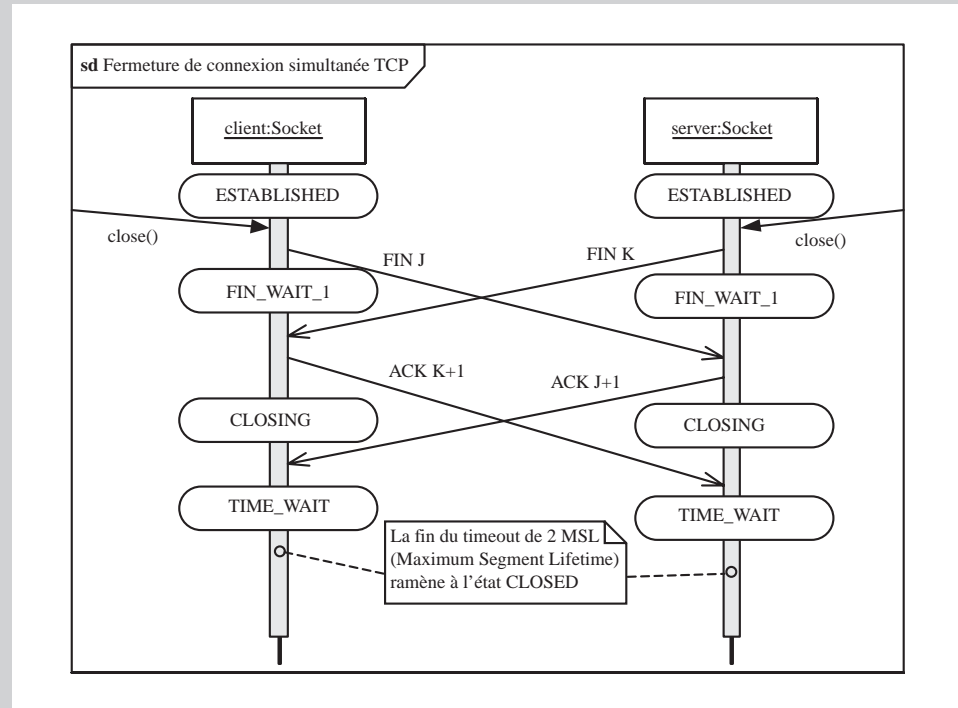 sd Fermeture de connexion simultanée TCP
client:Socket
server:Socket
ESTABLISHED
ESTABLISHED
close()
close()
FIN J
FIN K
FIN_WAIT_1
FIN_WAIT_1
ACK K+1
ACK J+1
CLOSING
CLOSING
TIME_WAIT
TIME_WAIT
La fin du timeout de 2 MSL
(Maximum Segment Lifetime)
ramène à l’état CLOSED